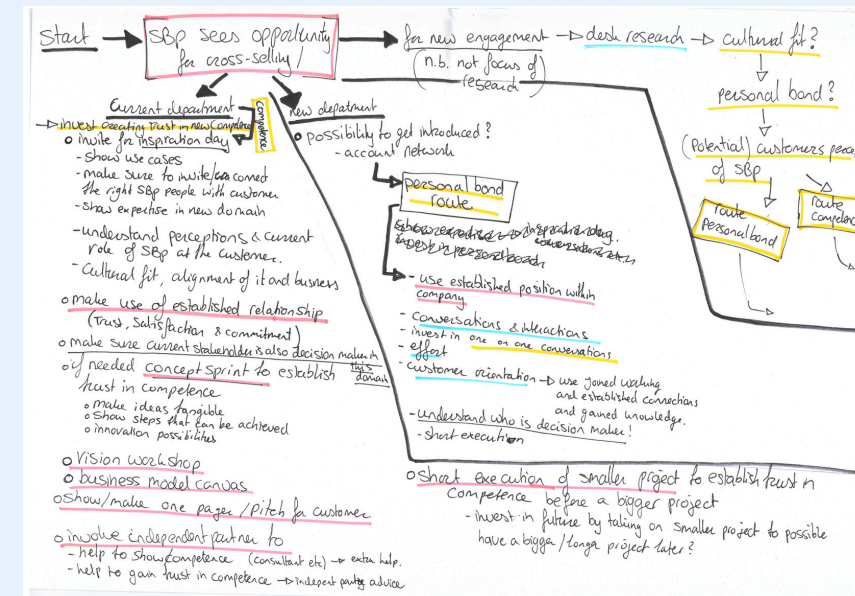 Start
SBP sees opportunity
for cross-selling!
for new engagement
(n.b. not focus of
research)
desk research
cultural fit?
personal bond?
(Potential) customers perce
of SBP
route
personal bond
route
competenc
Current department
competence
invest creating trust in new competence
o invite for inspiration day
- show use cases
- make sure to invite/ connect
the right SBP people with customer
- show expertise in new domain
- understand perceptions & current
role of SBP at the customer.
- Cultural fit, alignment of it and business
o make use of established relationship
(trust, satisfaction & commitment)
o make sure current stakeholder is also decision maker in
this
domain
o if needed concept sprint to establish
trust in competence
o make ideas tangible
o show steps that can be achieved
o innovation possibilities
o Vision workshop
o business model canvas
o show/make one pager/pitch for customer
o involve independent partner to
- help to show competence (consultant etc) → extra help.
- help to gain trust in competence → indepent party advice
new depatment
o possibility to get introduced?
- account network
personal bond
route.
- use established position within
company
- conversations & interactions
- invest in one on one conversations
- effort
- customer orientation → use joined walking
and established connections
and gained knowledge.
- understand who is decision maker!
- short execution
o short execution of smaller project to establish trust in
competence before a bigger project
- invest in future by taking on smaller project to possible
have a bigger/longer project later?